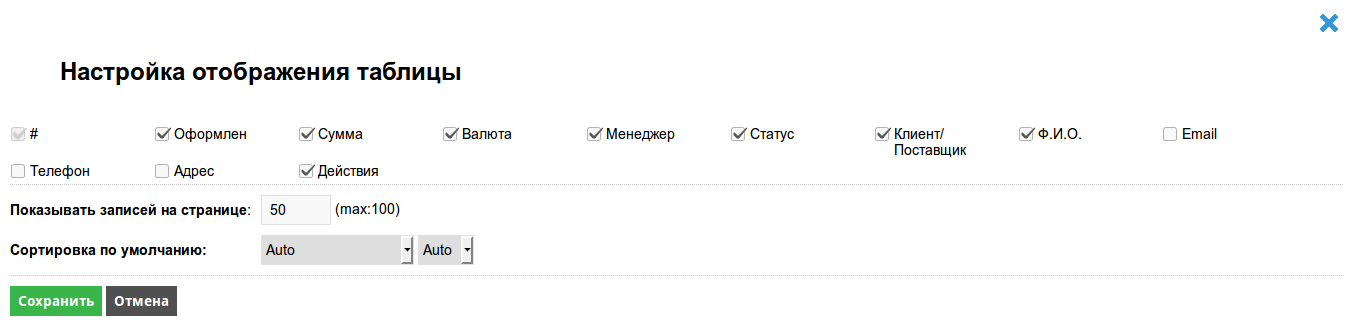 Настройка отображения таблицы
# Оформлен Сумма Валюта Менеджер Статус Клиент/ Ф.И.О. Email
Поставщик
Телефон Адрес Действия
Показывать записей на странице: 50 (max:100)
Сортировка по умолчанию: Auto Auto
Сохранить Отмена